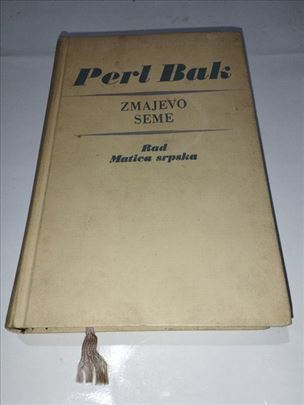 Perl Bak
ZMAJEVO
SEME
Rad
Matica srpska